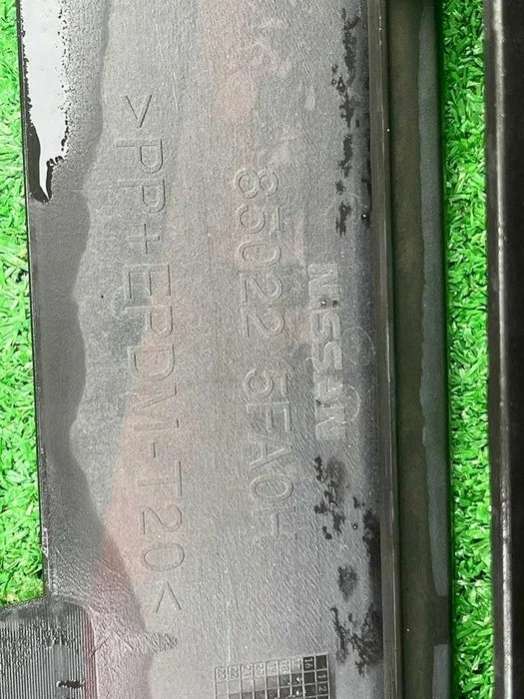 NISSAN
85022 5FA0H
>PP+EPDM-T20<